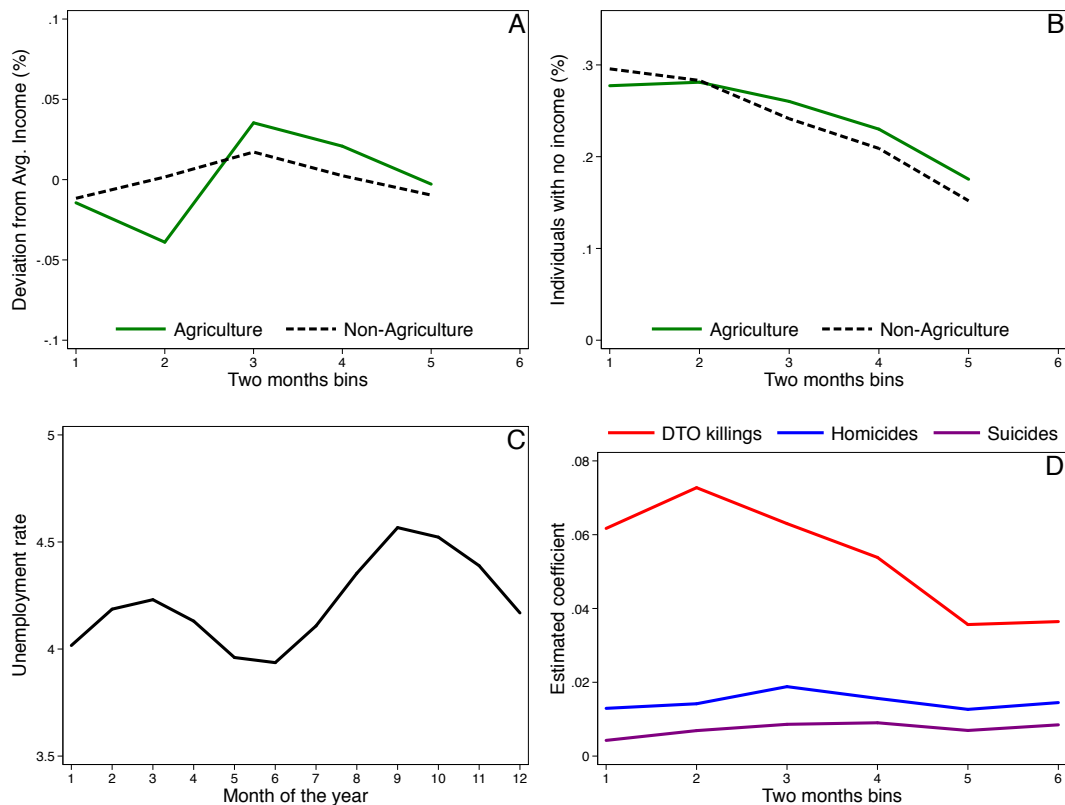 A
Deviation from Avg. Income (%)
.1
.05
0
-.05
-.1
Agriculture
Non-Agriculture
1 2 3 4 5 6
Two months bins
B
Individuals with no income (%)
.3
.2
.1
0
Agriculture
Non-Agriculture
1 2 3 4 5 6
Two months bins
C
Unemployment rate
5
4.5
4
3.5
1 2 3 4 5 6 7 8 9 10 11 12
Month of the year
DTO killings
Homicides
Suicides
D
Estimated coefficient
.08
.06
.04
.02
0
1 2 3 4 5 6
Two months bins